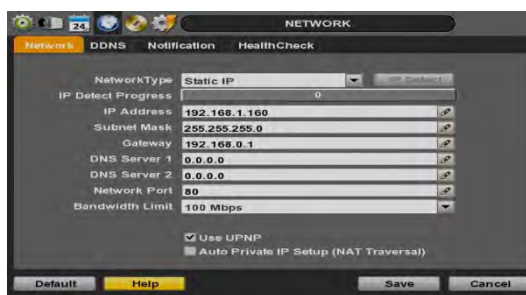 24 NETWORK
Network DDNS Notification HealthCheck
NetworkType Static IP IP Detect
IP Detect Progress 0
IP Address 192.168.1.160
Subnet Mask 255.255.255.0
Gateway 192.168.0.1
DNS Server 1 0.0.0.0
DNS Server 2 0.0.0.0
Network Port 80
Bandwidth Limit 100 Mbps
Use UPNP
Auto Private IP Setup (NAT Traversal)
Default Help Save Cancel